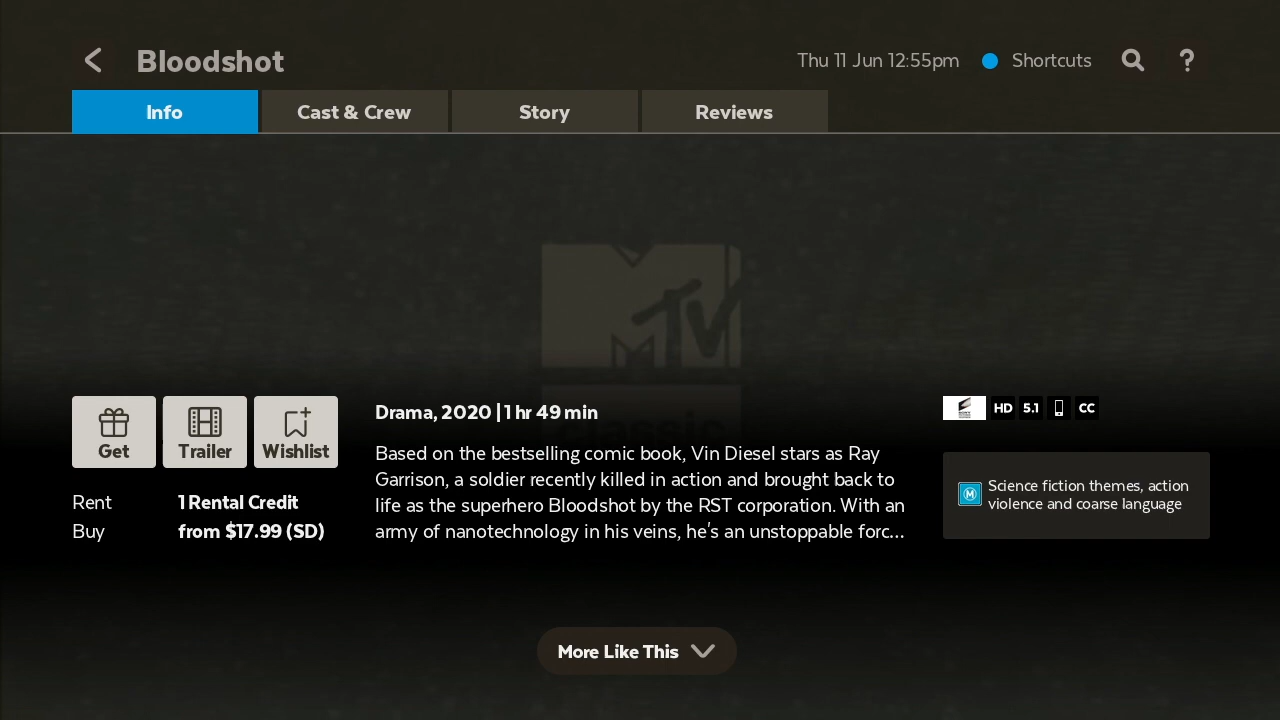 Bloodshot
Thu 11 Jun 12:55pm
Shortcuts
?
Info
Cast & Crew
Story
Reviews
MTV
classic
Get
Trailer
Wishlist
Rent 1 Rental Credit
Buy from $17.99 (SD)
Drama, 2020 | 1 hr 49 min
Based on the bestselling comic book, Vin Diesel stars as Ray
Garrison, a soldier recently killed in action and brought back to
life as the superhero Bloodshot by the RST corporation. With an
army of nanotechnology in his veins, he's an unstoppable forc...
HD 5.1 CC
M
Science fiction themes, action
violence and coarse language
More Like This